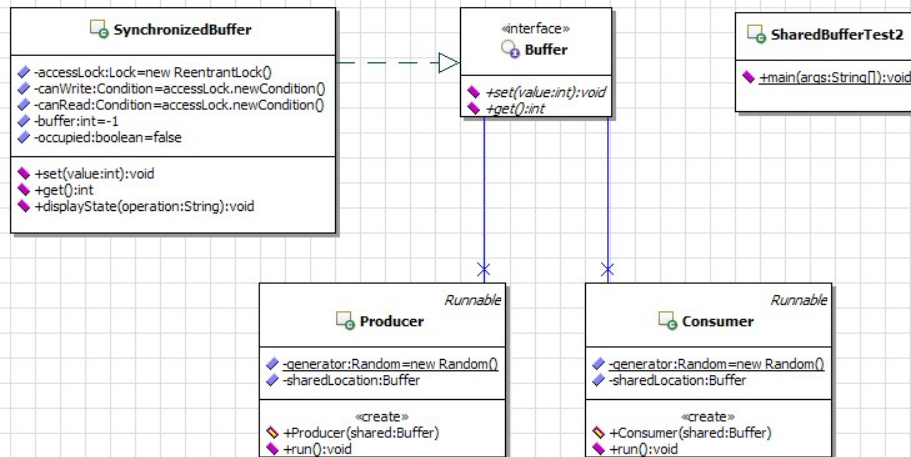 SynchronizedBuffer
-accessLock:Lock=new ReentrantLock()
-canWrite:Condition=accessLock.newCondition()
-canRead:Condition=accessLock.newCondition()
-buffer:int=-1
-occupied:boolean=false
+set(value:int):void
+get():int
+displayState(operation:String):void
«interface»
Buffer
+set(value:int):void
+get():int
SharedBufferTest2
+main(args:String[]):void
Runnable
Producer
-generator:Random=new Random()
-sharedLocation:Buffer
«create»
+Producer(shared:Buffer)
+run():void
Runnable
Consumer
-generator:Random=new Random()
-sharedLocation:Buffer
«create»
+Consumer(shared:Buffer)
+run():void